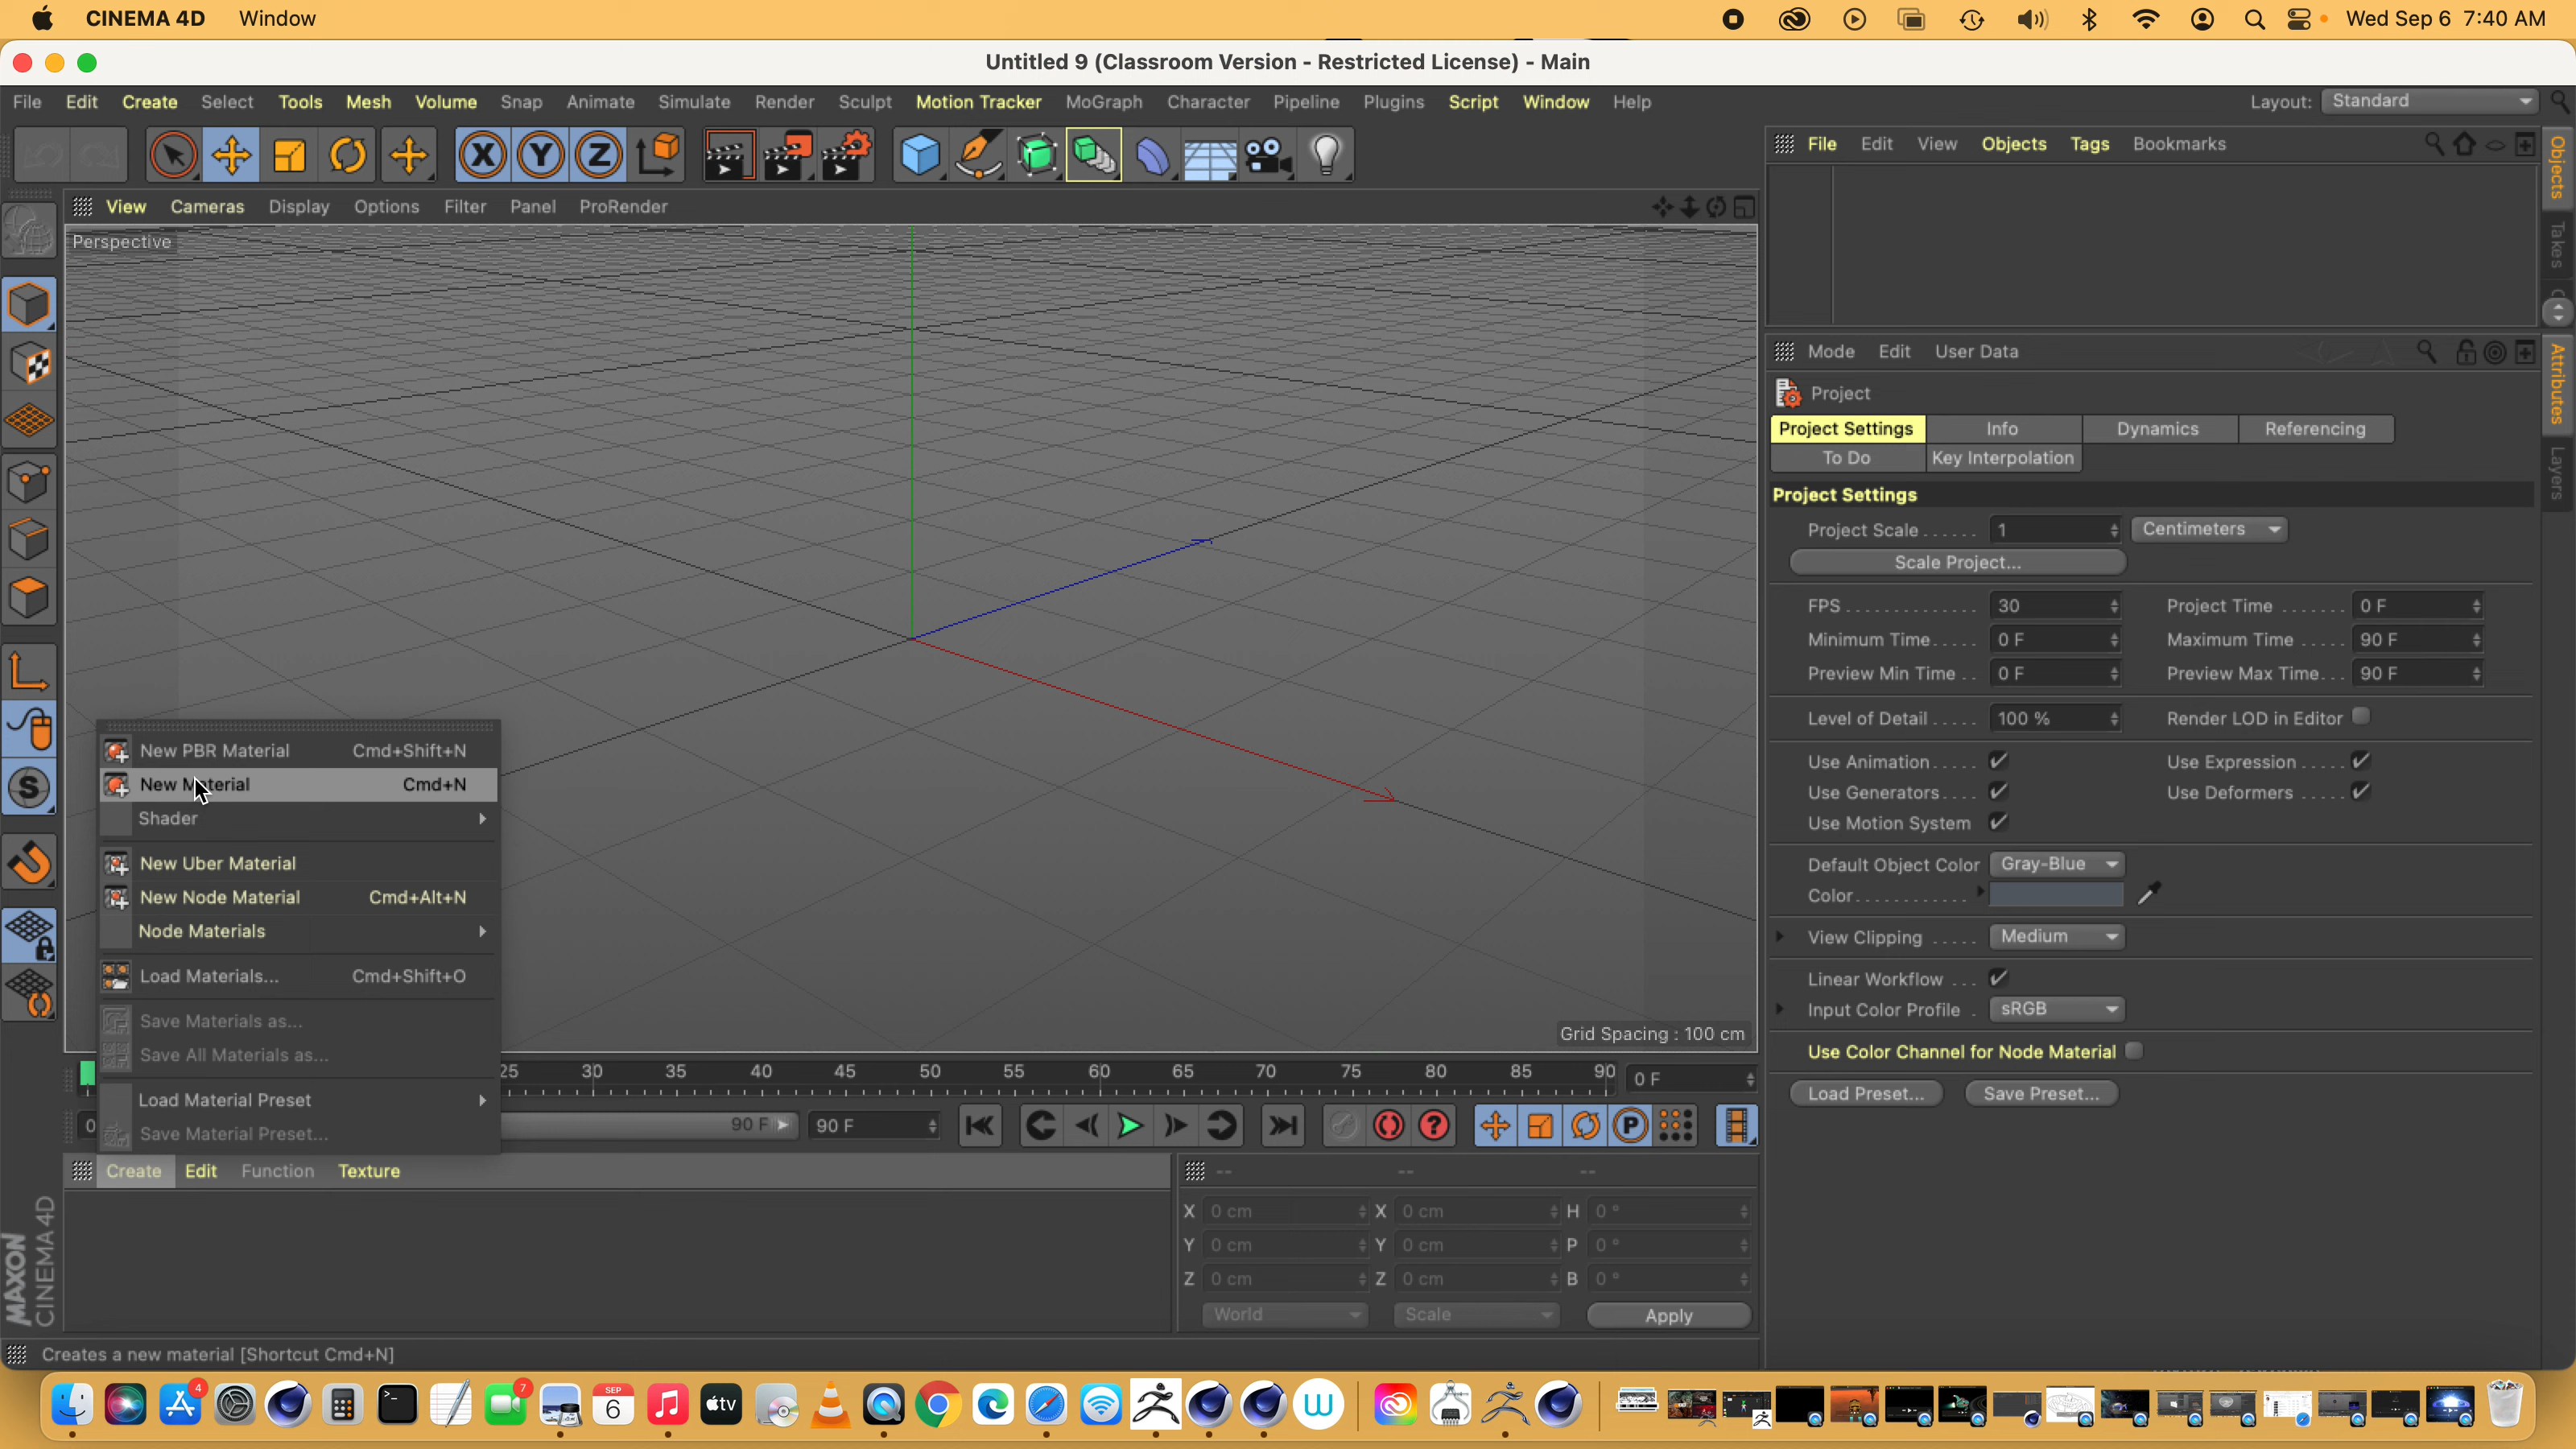 CINEMA 4D Window
Wed Sep 6 7:40 AM
Untitled 9 (Classroom Version - Restricted License) - Main
File Edit Create Select Tools Mesh Volume Snap Animate Simulate Render Sculpt Motion Tracker MoGraph Character Pipeline Plugins Script Window Help
Layout: Standard
X Y Z
File Edit View Objects Tags Bookmarks
Objects
Takes
View Cameras Display Options Filter Panel ProRender
Perspective
Mode Edit User Data
Attributes
Layers
Project
Project Settings Info Dynamics Referencing
To Do Key Interpolation
Project Settings
Project Scale...... 1 Centimeters
Scale Project...
FPS............. 30 Project Time ....... 0 F
Minimum Time..... 0 F Maximum Time ..... 90 F
Preview Min Time .. 0 F Preview Max Time... 90 F
Level of Detail ..... 100 % Render LOD in Editor
Use Animation..... Use Expression .....
Use Generators.... Use Deformers .....
Use Motion System
Default Object Color Gray-Blue
Color............
View Clipping ..... Medium
Linear Workflow ...
Input Color Profile . sRGB
Use Color Channel for Node Material
Load Preset... Save Preset...
New PBR Material Cmd+Shift+N
New Material Cmd+N
Shader
New Uber Material
New Node Material Cmd+Alt+N
Node Materials
Load Materials... Cmd+Shift+O
Save Materials as...
Save All Materials as...
Load Material Preset
Save Material Preset...
Grid Spacing : 100 cm
25 30 35 40 45 50 55 60 65 70 75 80 85 90 0 F
0 90 F 90 F
? P
Create Edit Function Texture
-- -- --
X 0 cm X 0 cm H 0 °
Y 0 cm Y 0 cm P 0 °
Z 0 cm Z 0 cm B 0 °
World Scale Apply
MAXON
CINEMA 4D
Creates a new material [Shortcut Cmd+N]
4
7
SEP
6
tv